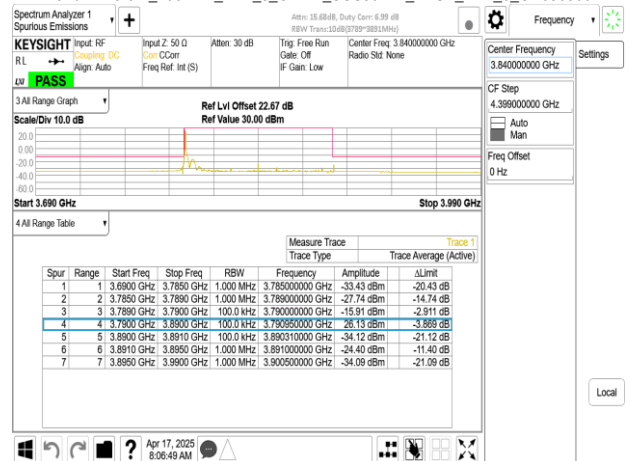 Spectrum Analyzer 1
Spurious Emissions
Attn: 15.68dB, Duty Corr: 6.99 dB
RBW Trans:10dB(3789~3891MHz)
Frequency
KEYSIGHT
Input: RF
Input Z: 50 Ω
Atten: 30 dB
Trig: Free Run
Center Freq: 3.840000000 GHz
RL
Coupling: DC
Corr CCorr
Gate: Off
Radio Std: None
Align: Auto
Freq Ref: Int (S)
IF Gain: Low
LXI
PASS
Center Frequency
3.840000000 GHz
Settings
CF Step
4.399000000 GHz
Auto
Man
Freq Offset
0 Hz
3 All Range Graph
Scale/Div 10.0 dB
Ref Lvl Offset 22.67 dB
Ref Value 30.00 dBm
20.0
0.00
-20.0
-40.0
-60.0
Start 3.690 GHz
Stop 3.990 GHz
4 All Range Table
Measure Trace
Trace 1
Trace Type
Trace Average (Active)
Spur Range Start Freq Stop Freq RBW Frequency Amplitude ΔLimit
1 1 3.6900 GHz 3.7850 GHz 1.000 MHz 3.785000000 GHz -33.43 dBm -20.43 dB
2 2 3.7850 GHz 3.7890 GHz 1.000 MHz 3.789000000 GHz -27.74 dBm -14.74 dB
3 3 3.7890 GHz 3.7900 GHz 100.0 kHz 3.790000000 GHz -15.91 dBm -2.911 dB
4 4 3.7900 GHz 3.8900 GHz 100.0 kHz 3.790950000 GHz 26.13 dBm -3.869 dB
5 5 3.8900 GHz 3.8910 GHz 100.0 kHz 3.890310000 GHz -34.12 dBm -21.12 dB
6 6 3.8910 GHz 3.8950 GHz 1.000 MHz 3.891000000 GHz -24.40 dBm -11.40 dB
7 7 3.8950 GHz 3.9900 GHz 1.000 MHz 3.900500000 GHz -34.09 dBm -21.09 dB
Local
?
Apr 17, 2025
8:06:49 AM